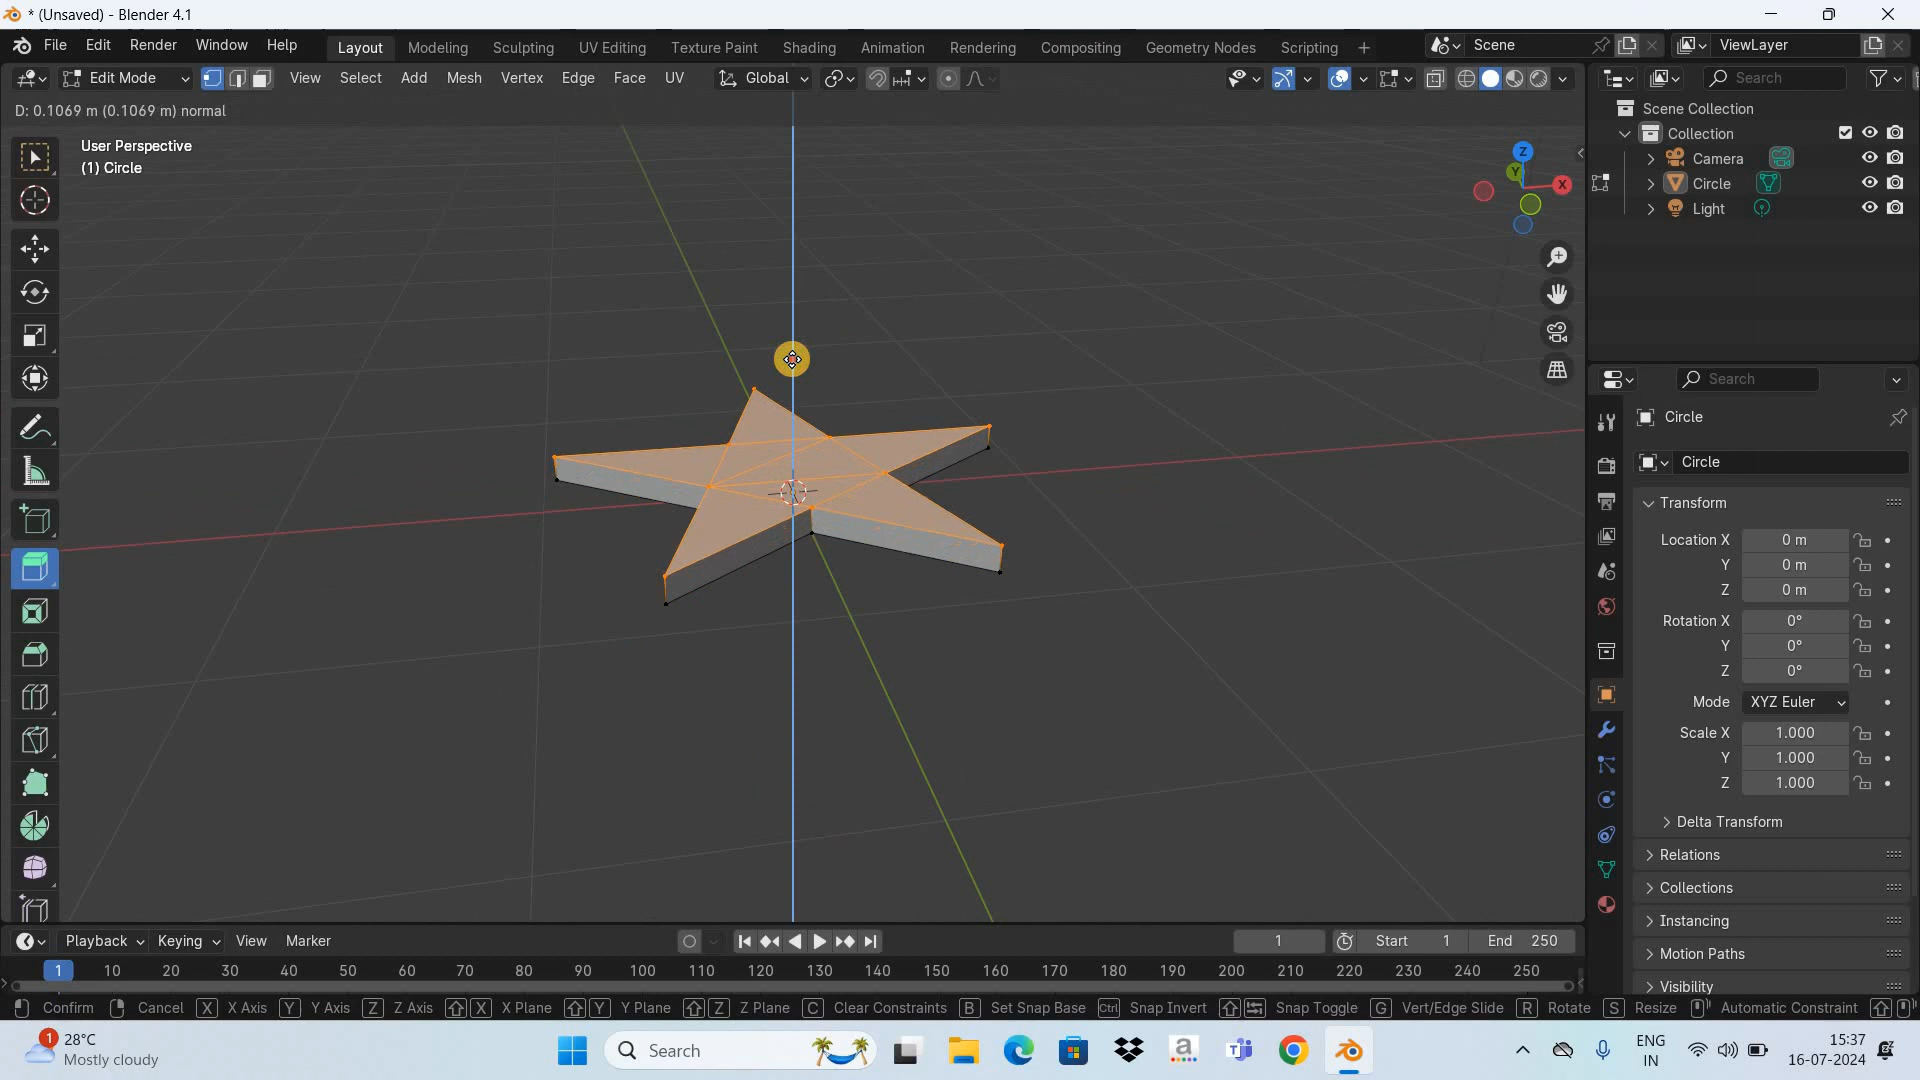 * (Unsaved) - Blender 4.1
File Edit Render Window Help Layout Modeling Sculpting UV Editing Texture Paint Shading Animation Rendering Compositing Geometry Nodes Scripting + Scene ViewLayer
Edit Mode View Select Add Mesh Vertex Edge Face UV Global Search
D: 0.1069 m (0.1069 m) normal
User Perspective
(1) Circle
Z
Y
X
Scene Collection
Collection
Camera
Circle
Light
Search
Circle
Circle
Transform
Location X 0 m
Y 0 m
Z 0 m
Rotation X 0°
Y 0°
Z 0°
Mode XYZ Euler
Scale X 1.000
Y 1.000
Z 1.000
Delta Transform
Relations
Collections
Instancing
Motion Paths
Visibility
Playback Keying View Marker 1 Start 1 End 250
1 10 20 30 40 50 60 70 80 90 100 110 120 130 140 150 160 170 180 190 200 210 220 230 240 250
Confirm Cancel X X Axis Y Y Axis Z Z Axis X X Plane Y Y Plane Z Z Plane C Clear Constraints B Set Snap Base Ctrl Snap Invert Snap Toggle G Vert/Edge Slide R Rotate S Resize Automatic Constraint
1 28°C
Mostly cloudy
Search
a
ENG
IN
15:37
16-07-2024